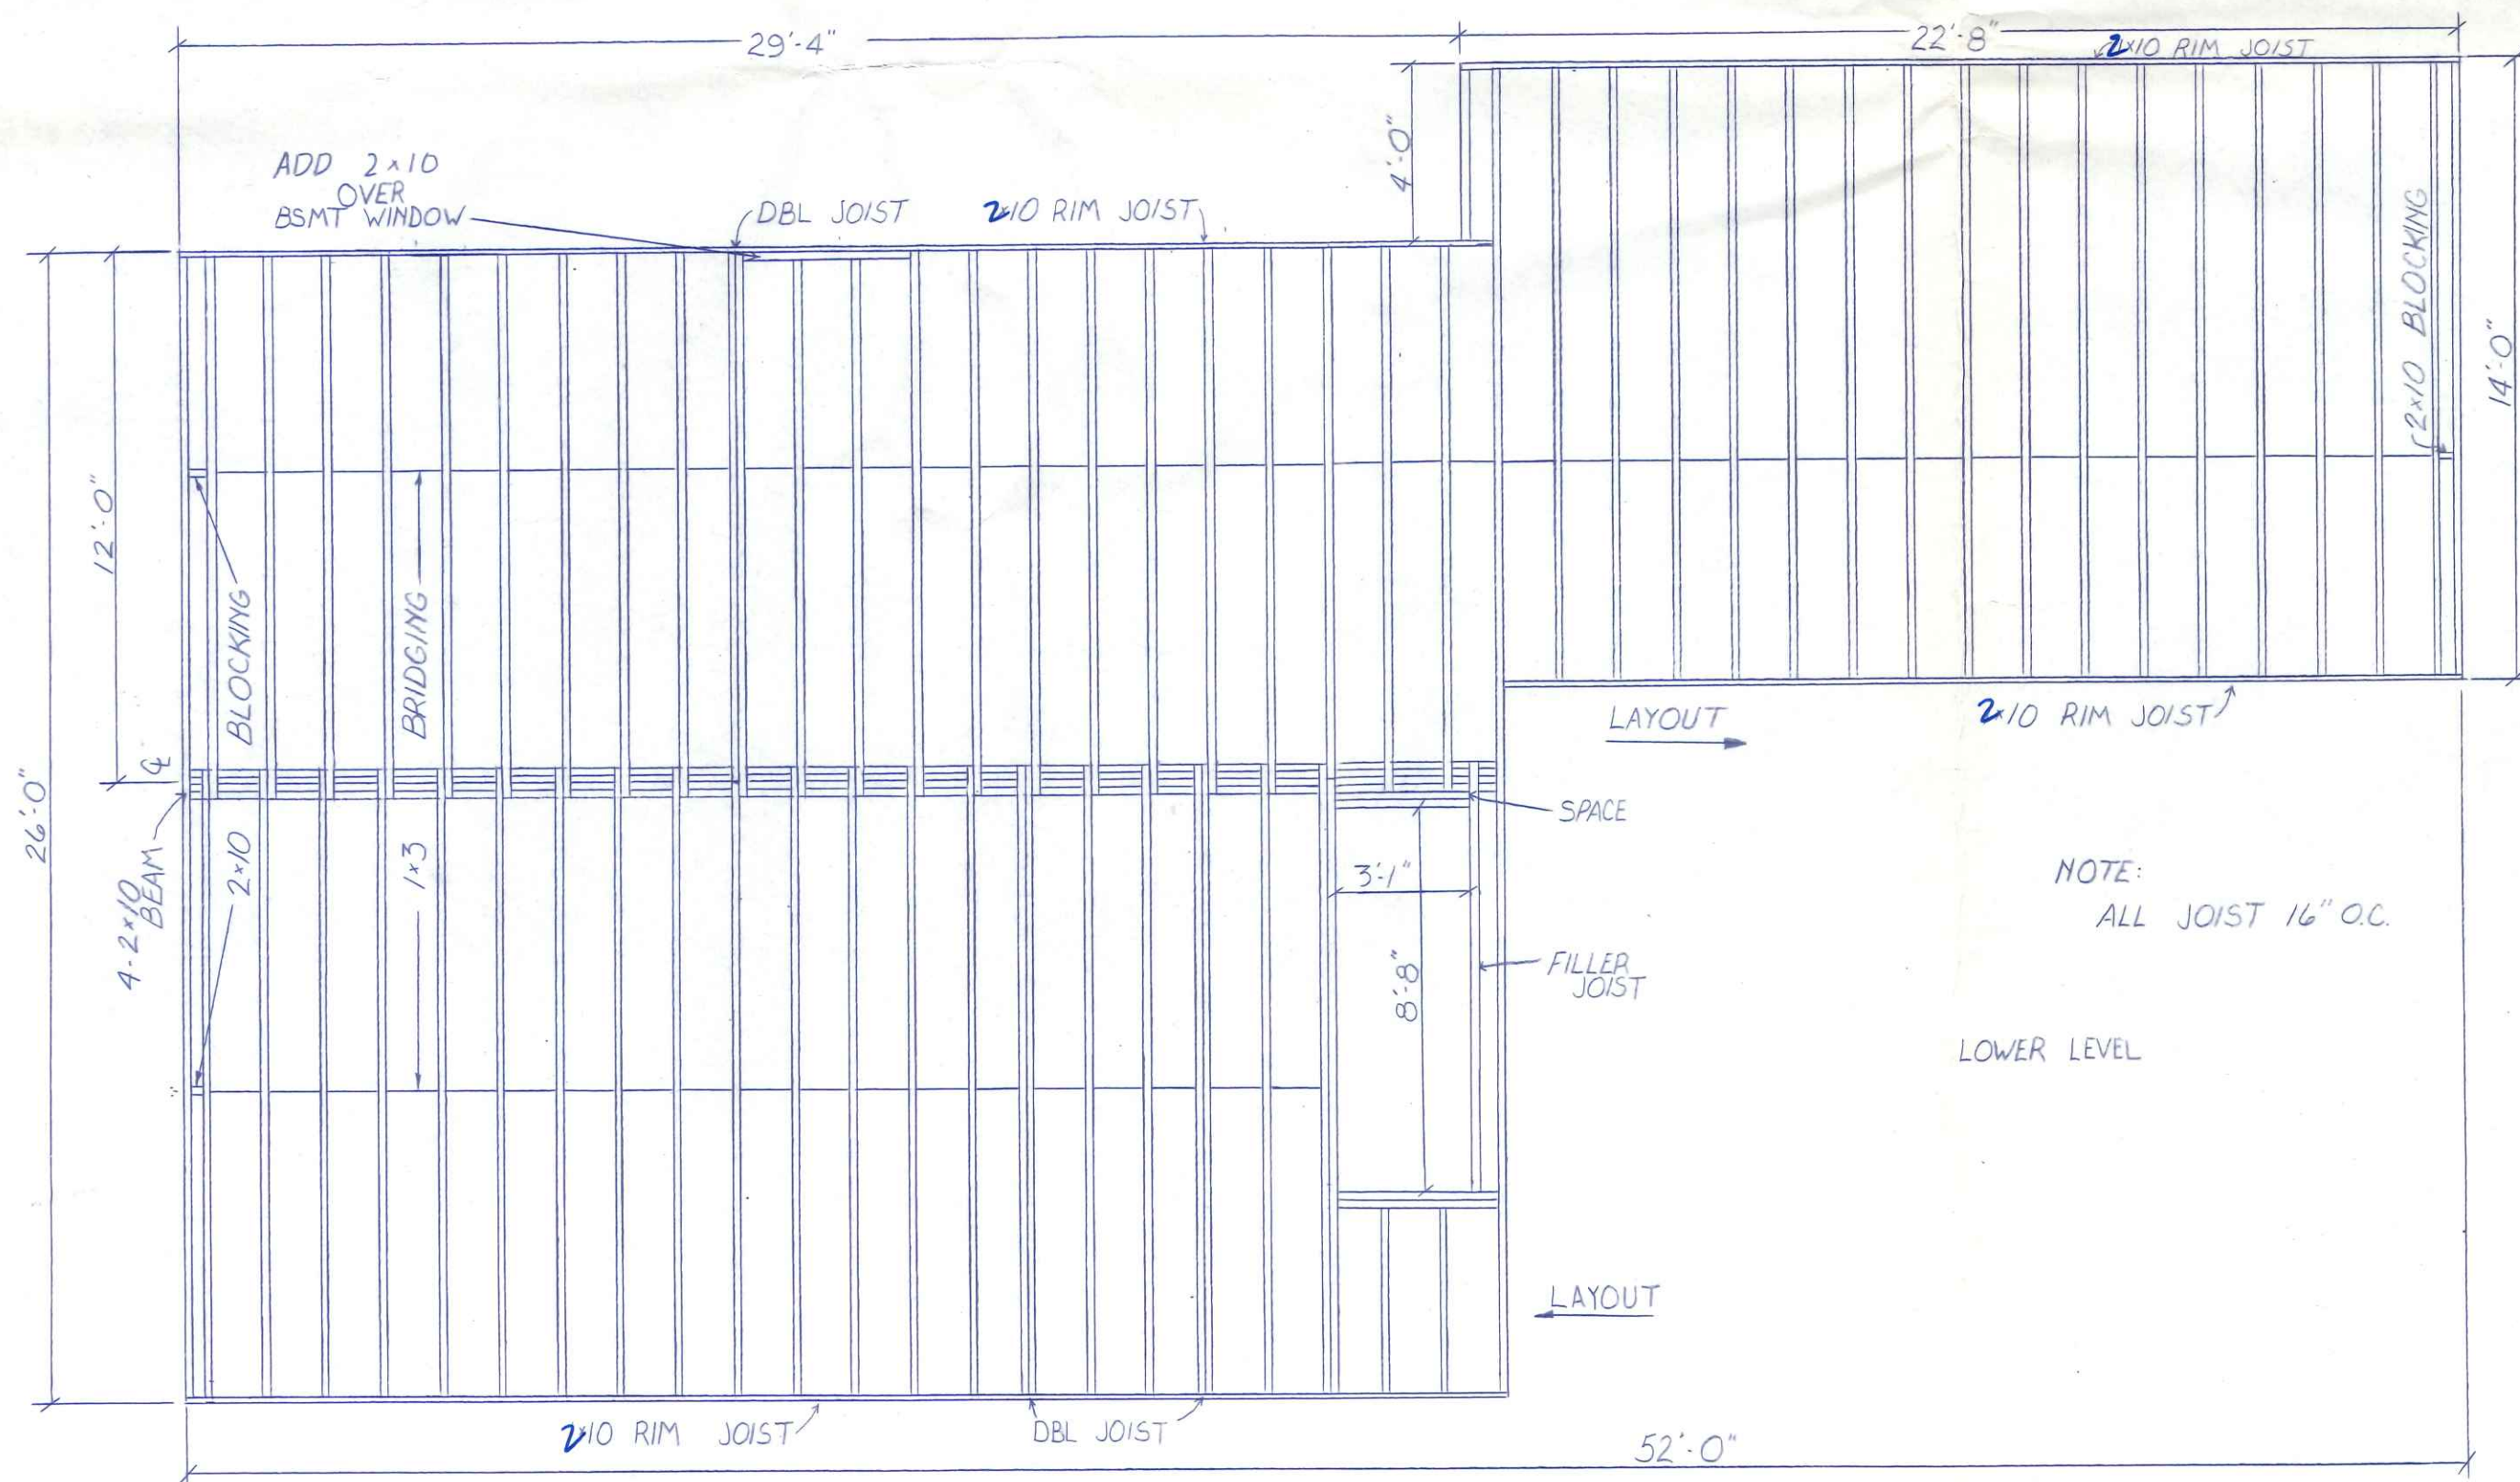 29'-4"
22'-8"
2x10 RIM JOIST
4'-0"
ADD 2x10
OVER
BSMT WINDOW
DBL JOIST
2x10 RIM JOIST
2x10 BLOCKING
14'-0"
12'-0"
BLOCKING
BRIDGING
26'-0"
℄
4-2x10
BEAM
2x10
1x3
LAYOUT
2x10 RIM JOIST
SPACE
3'-1"
8'-8"
FILLER
JOIST
NOTE:
ALL JOIST 16" O.C.
LOWER LEVEL
LAYOUT
2x10 RIM JOIST
DBL JOIST
52'-0"